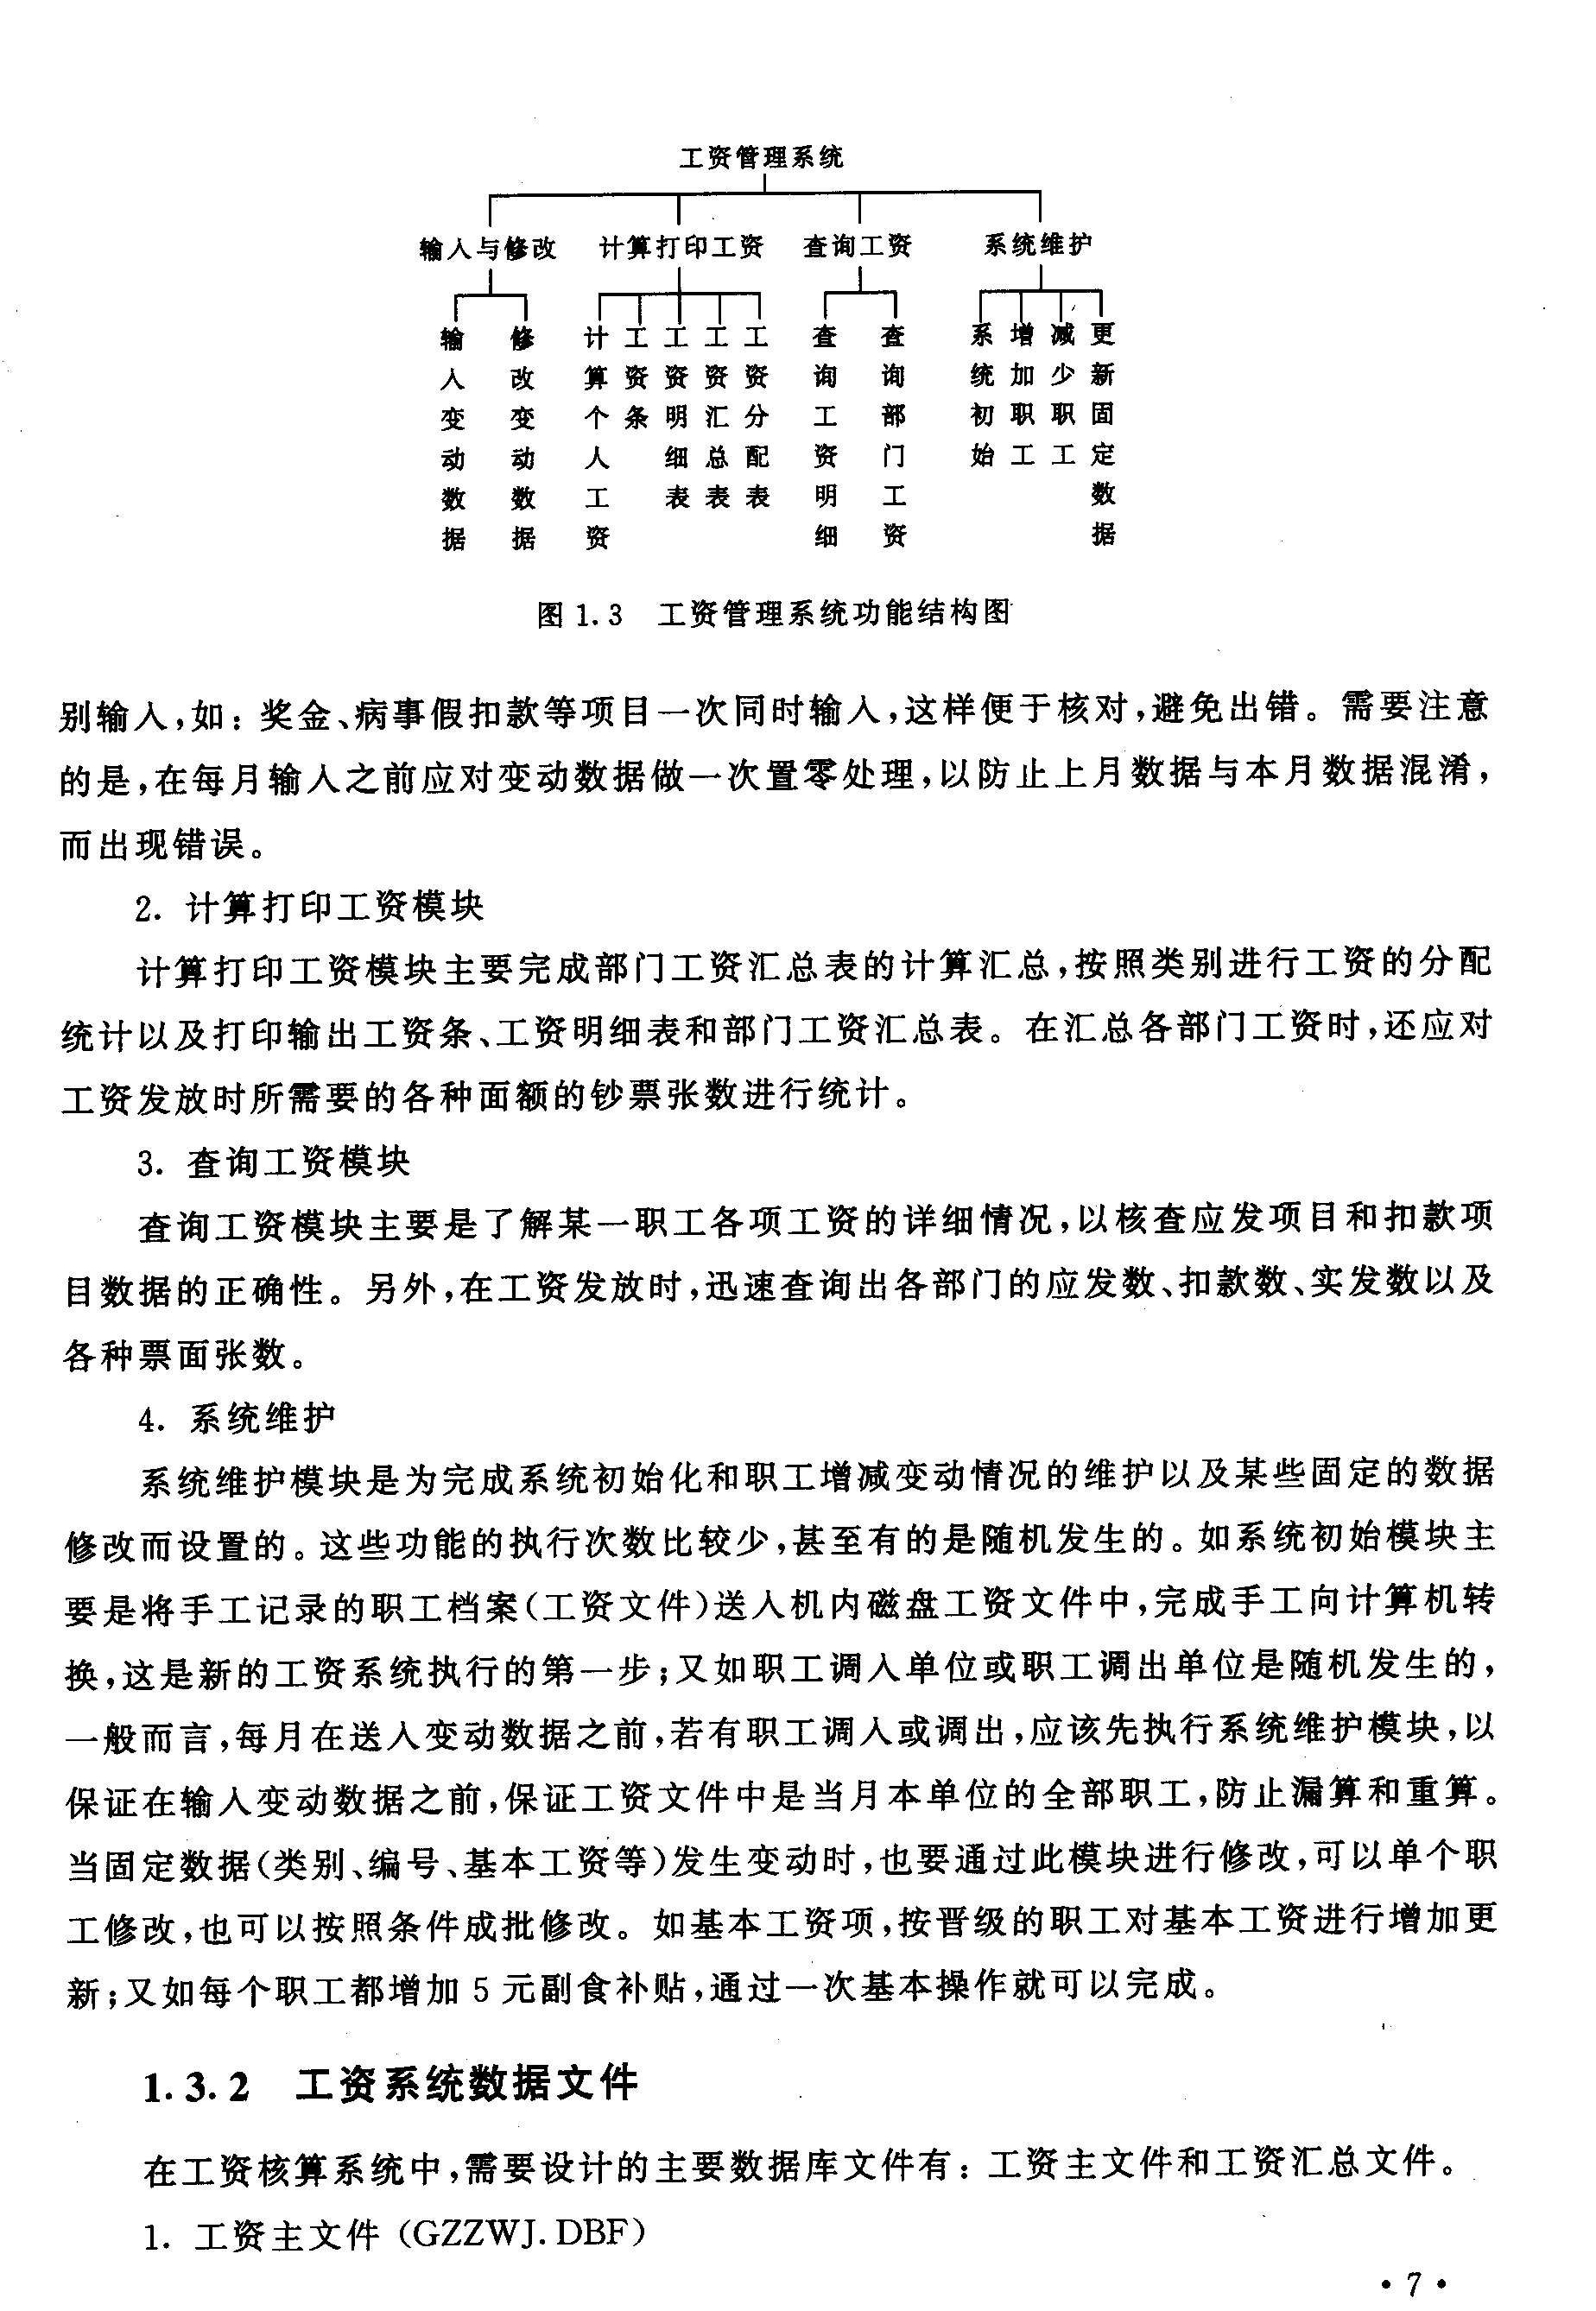 工资管理系统
输入与修改 计算打印工资 查询工资 系统维护
输入变动数据
修改变动数据
计算个人工资
工资条
工资明细表
工资汇总表
工资分配表
查询工资明细
查询部门工资
系统初始
增加职工
减少职工
更新固定数据
图 1.3 工资管理系统功能结构图
别输入,如：奖金、病事假扣款等项目一次同时输入,这样便于核对,避免出错。需要注意
的是,在每月输入之前应对变动数据做一次置零处理,以防止上月数据与本月数据混淆,
而出现错误。
2. 计算打印工资模块
计算打印工资模块主要完成部门工资汇总表的计算汇总,按照类别进行工资的分配
统计以及打印输出工资条、工资明细表和部门工资汇总表。在汇总各部门工资时,还应对
工资发放时所需要的各种面额的钞票张数进行统计。
3. 查询工资模块
查询工资模块主要是了解某一职工各项工资的详细情况,以核查应发项目和扣款项
目数据的正确性。另外,在工资发放时,迅速查询出各部门的应发数、扣款数、实发数以及
各种票面张数。
4. 系统维护
系统维护模块是为完成系统初始化和职工增减变动情况的维护以及某些固定的数据
修改而设置的。这些功能的执行次数比较少,甚至有的是随机发生的。如系统初始模块主
要是将手工记录的职工档案(工资文件)送入机内磁盘工资文件中,完成手工向计算机转
换,这是新的工资系统执行的第一步;又如职工调入单位或职工调出单位是随机发生的,
一般而言,每月在送入变动数据之前,若有职工调入或调出,应该先执行系统维护模块,以
保证在输入变动数据之前,保证工资文件中是当月本单位的全部职工,防止漏算和重算。
当固定数据(类别、编号、基本工资等)发生变动时,也要通过此模块进行修改,可以单个职
工修改,也可以按照条件成批修改。如基本工资项,按晋级的职工对基本工资进行增加更
新;又如每个职工都增加 5 元副食补贴,通过一次基本操作就可以完成。
1.3.2 工资系统数据文件
在工资核算系统中,需要设计的主要数据库文件有：工资主文件和工资汇总文件。
1. 工资主文件 (GZZWJ.DBF)
• 7 •